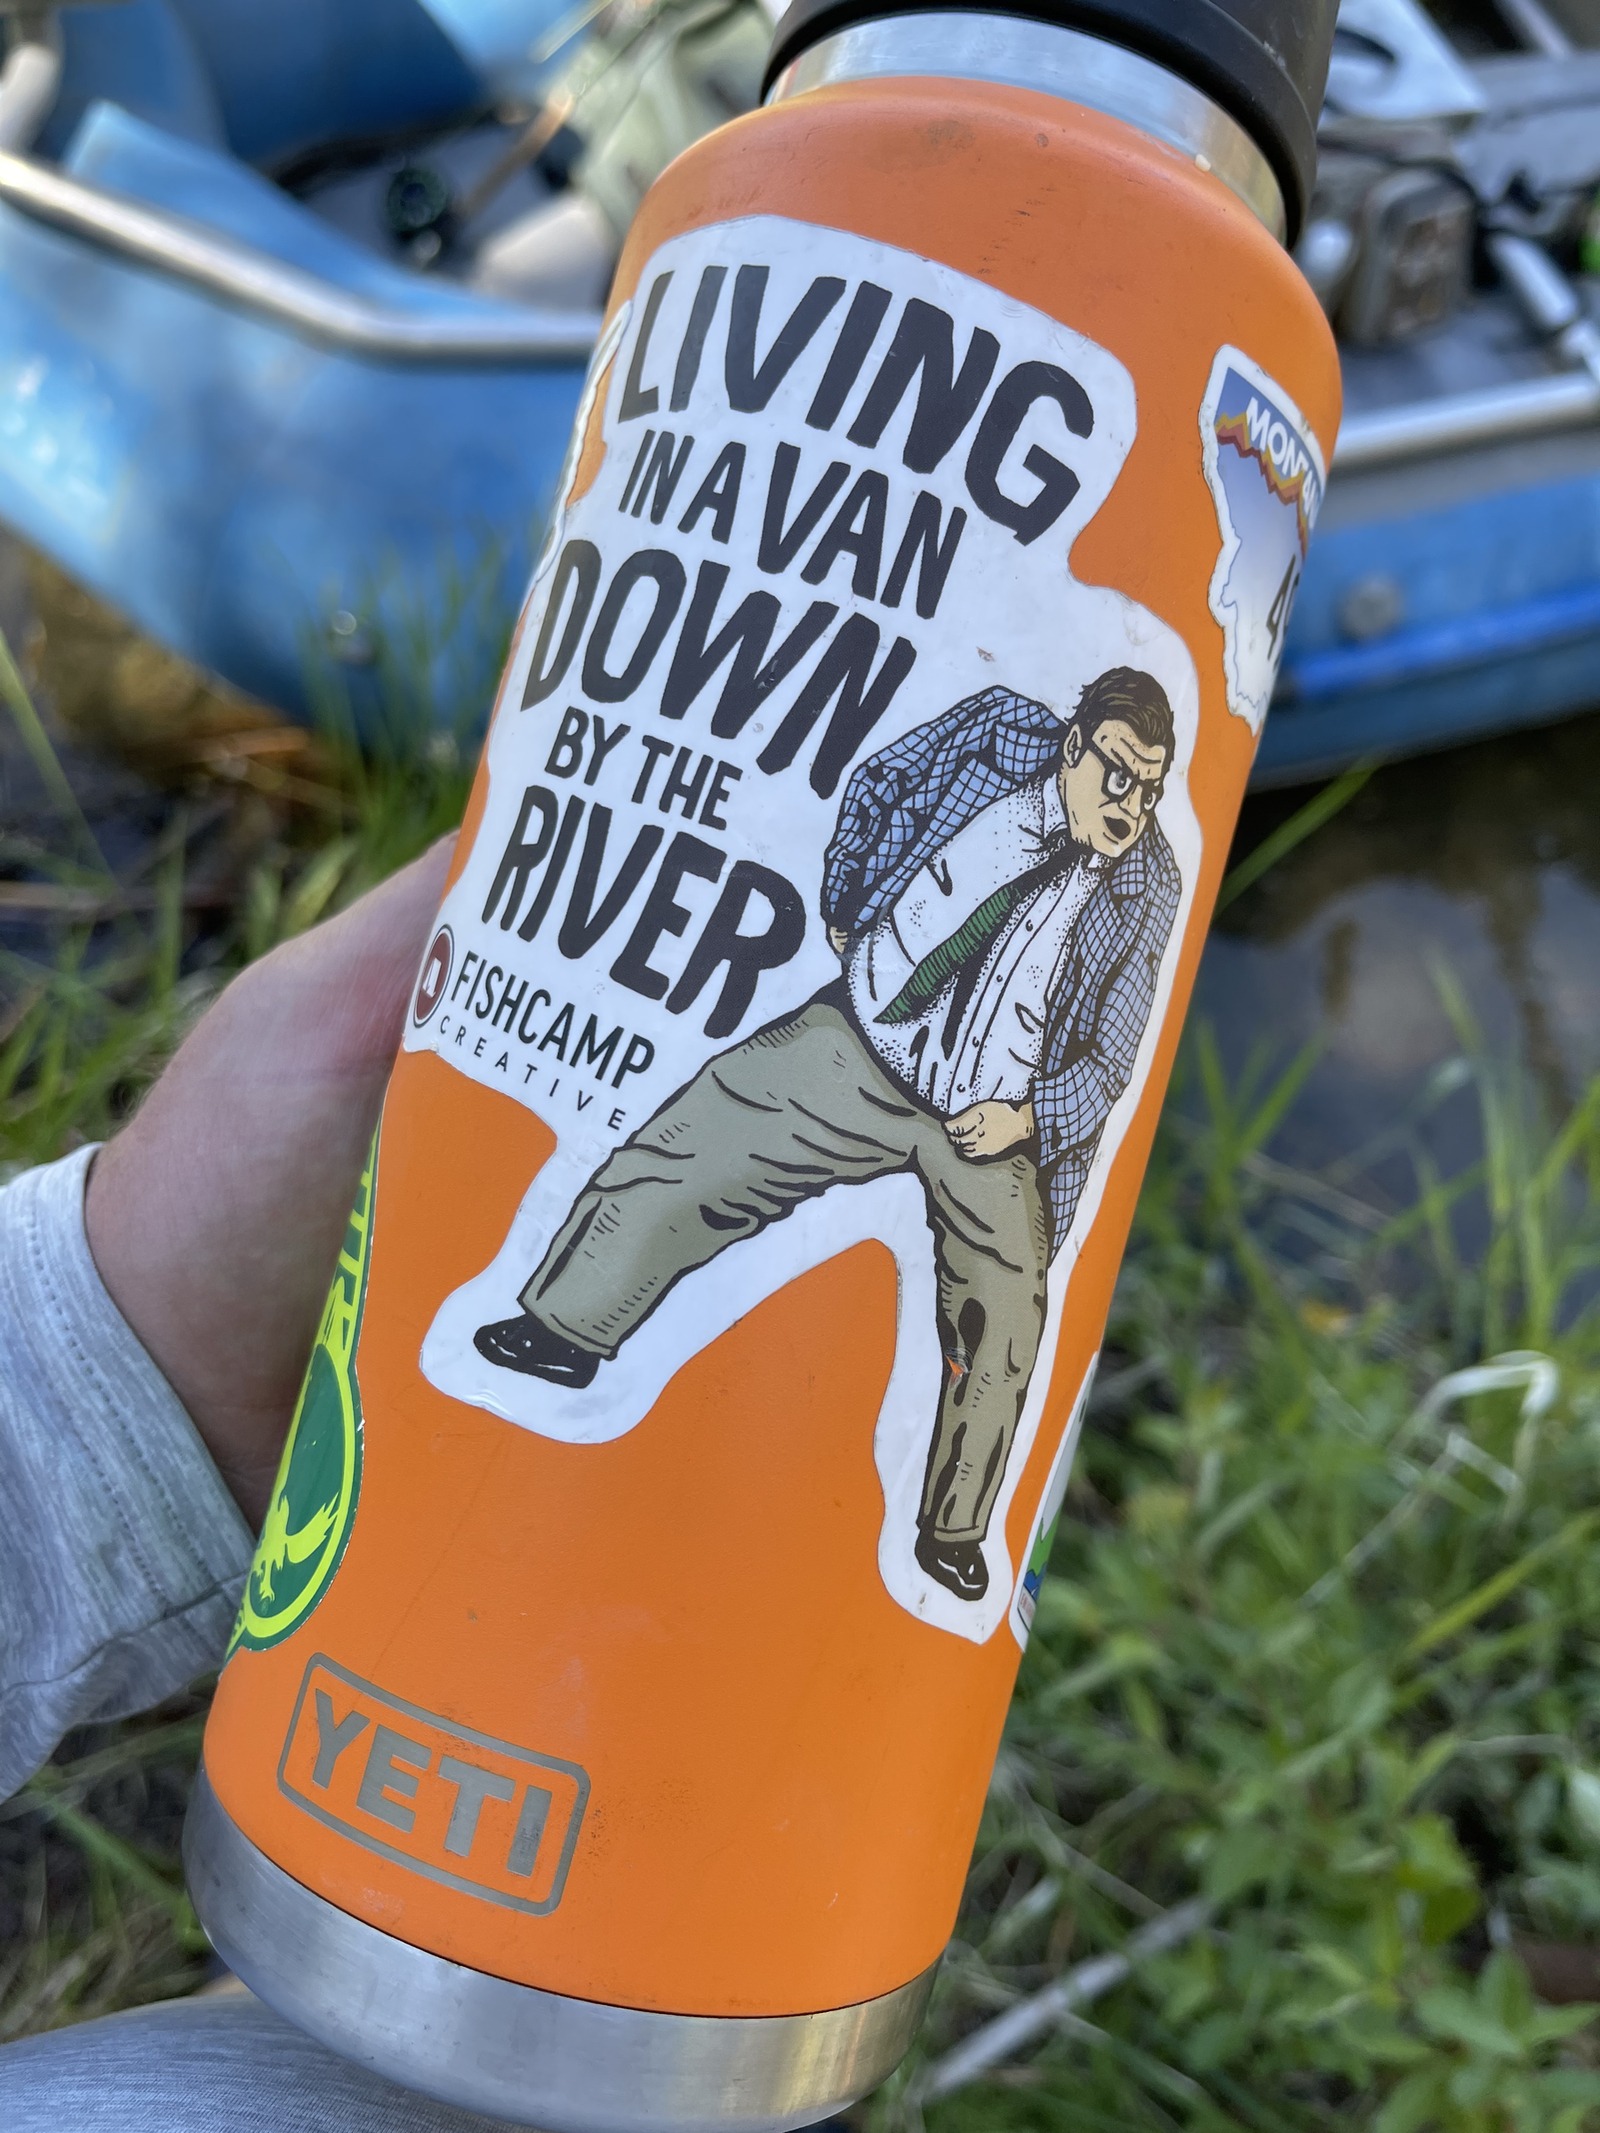 LIVING
IN A VAN
DOWN
BY THE
RIVER
FISHCAMP
CREATIVE
YETI